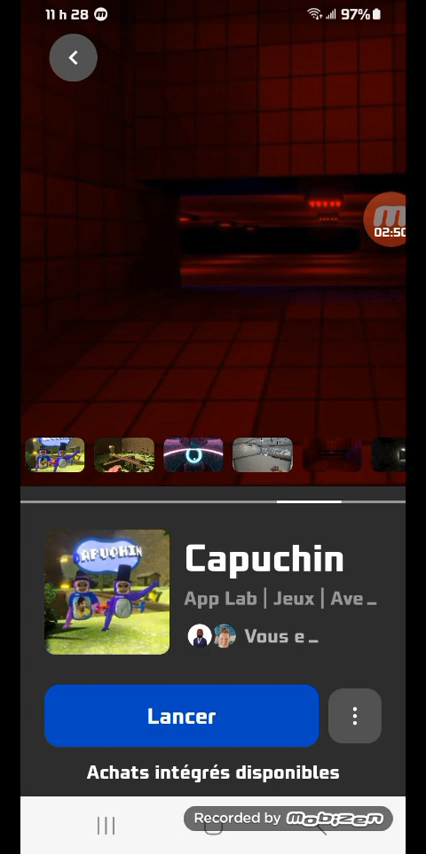 11 h 28
97%
02:50
CAPUCHIN
Capuchin
App Lab | Jeux | Ave _
Vous e _
Lancer
Achats intégrés disponibles
Recorded by mobizen